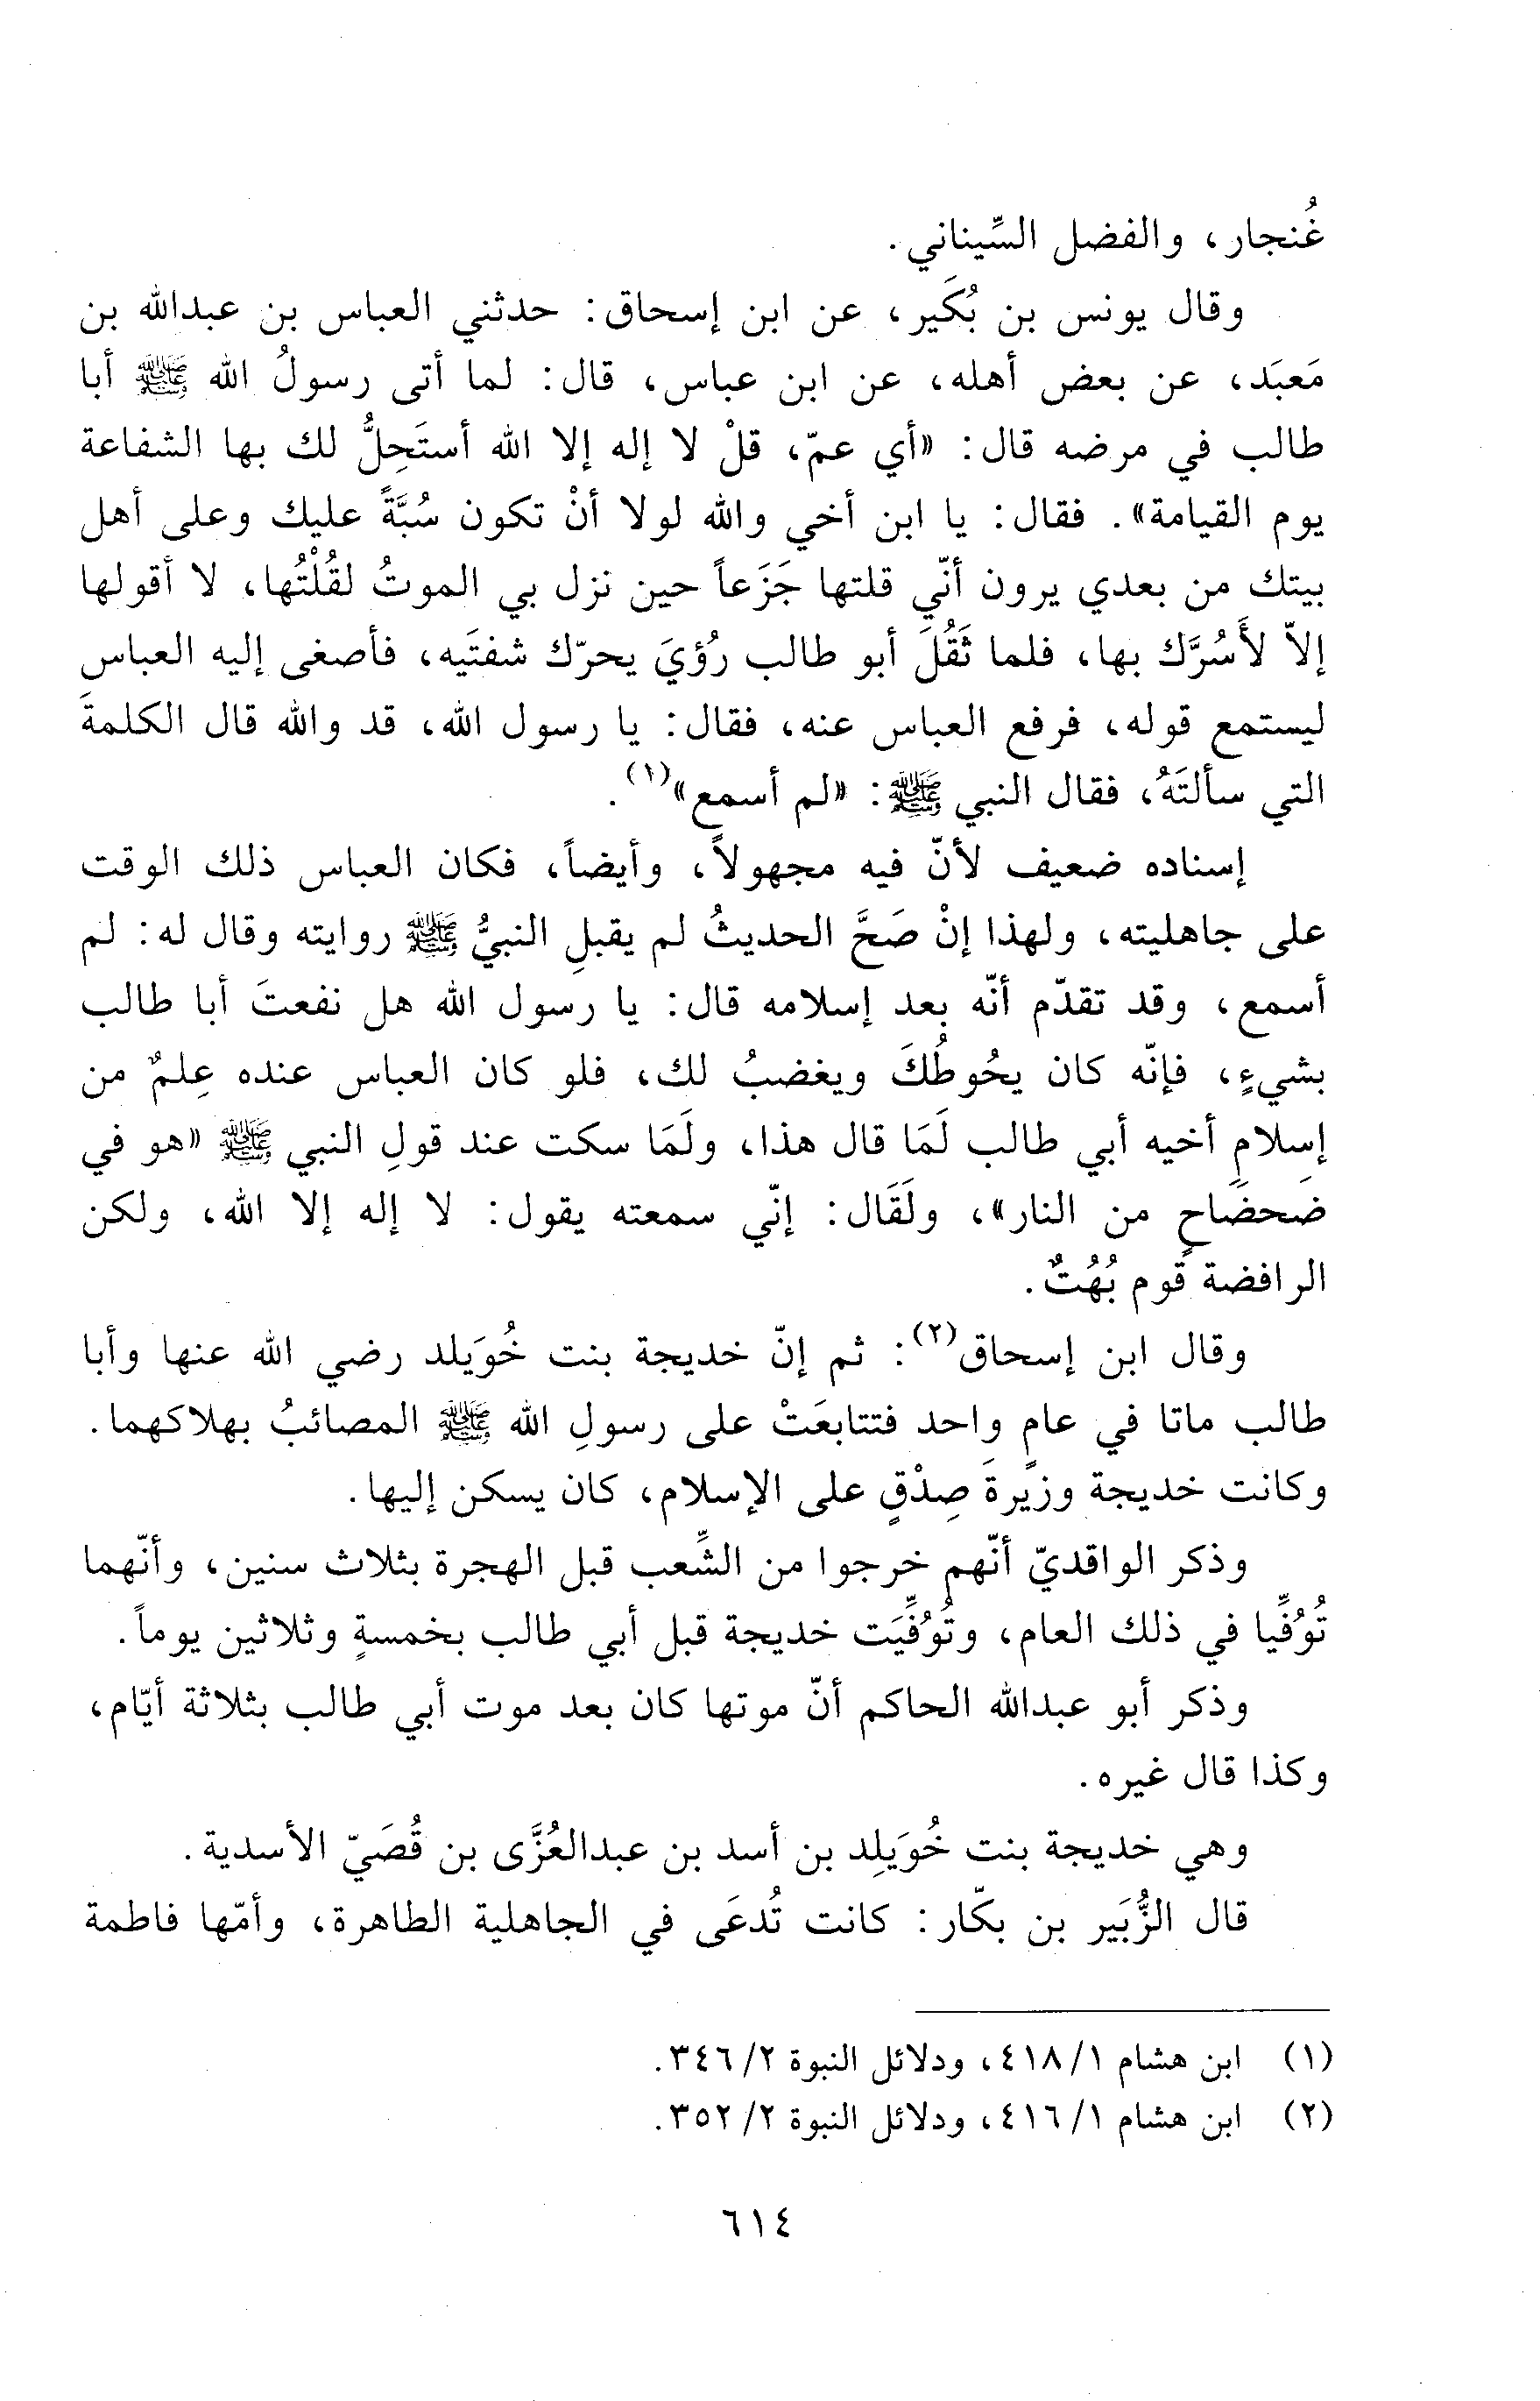 غُنجار، والفضل السِّيناني.
وقال يونس بن بُكَير، عن ابن إسحاق: حدثني العباس بن عبدالله بن
مَعبَد، عن بعض أهله، عن ابن عباس، قال: لما أتى رسولُ الله ﷺ أبا
طالب في مرضه قال: «أي عمّ، قلْ لا إله إلا الله أستَحِلُّ لك بها الشفاعة
يوم القيامة». فقال: يا ابن أخي والله لولا أنْ تكون سُبَّةً عليك وعلى أهل
بيتك من بعدي يرون أنّي قلتها جَزَعاً حين نزل بي الموتُ لقُلْتُها، لا أقولها
إلاّ لأَسُرَّك بها، فلما ثَقُلَ أبو طالب رُؤيَ يحرّك شفتَيه، فأصغى إليه العباس
ليستمع قوله، فرفع العباس عنه، فقال: يا رسول الله، قد والله قال الكلمةَ
التي سألتَهُ، فقال النبي ﷺ: «لم أسمع»(١).
إسناده ضعيف لأنّ فيه مجهولاً، وأيضاً، فكان العباس ذلك الوقت
على جاهليته، ولهذا إنْ صَحَّ الحديثُ لم يقبلِ النبيُّ ﷺ روايته وقال له: لم
أسمع، وقد تقدّم أنّه بعد إسلامه قال: يا رسول الله هل نفعتَ أبا طالب
بشيءٍ، فإنّه كان يحُوطُكَ ويغضبُ لك، فلو كان العباس عنده عِلمٌ من
إسلامِ أخيه أبي طالب لَمَا قال هذا، ولَمَا سكت عند قولِ النبي ﷺ «هو في
ضَحضَاحٍ من النار»، ولَقَال: إنّي سمعته يقول: لا إله إلا الله، ولكن
الرافضة قوم بُهُتٌ.
وقال ابن إسحاق(٢): ثم إنّ خديجة بنت خُوَيلد رضي الله عنها وأبا
طالب ماتا في عامٍ واحد فتتابعَتْ على رسولِ الله ﷺ المصائبُ بهلاكهما.
وكانت خديجة وزيرةَ صِدْقٍ على الإسلام، كان يسكن إليها.
وذكر الواقديّ أنّهم خرجوا من الشِّعب قبل الهجرة بثلاث سنين، وأنّهما
تُوُفِّيا في ذلك العام، وتُوُفِّيَت خديجة قبل أبي طالب بخمسةٍ وثلاثين يوماً.
وذكر أبو عبدالله الحاكم أنّ موتها كان بعد موت أبي طالب بثلاثة أيّام،
وكذا قال غيره.
وهي خديجة بنت خُوَيلِد بن أسد بن عبدالعُزَّى بن قُصَيّ الأسدية.
قال الزُّبَير بن بكّار: كانت تُدعَى في الجاهلية الطاهرة، وأمّها فاطمة
(١) ابن هشام ١/ ٤١٨، ودلائل النبوة ٢/ ٣٤٦.
(٢) ابن هشام ١/ ٤١٦، ودلائل النبوة ٢/ ٣٥٢.
٦١٤